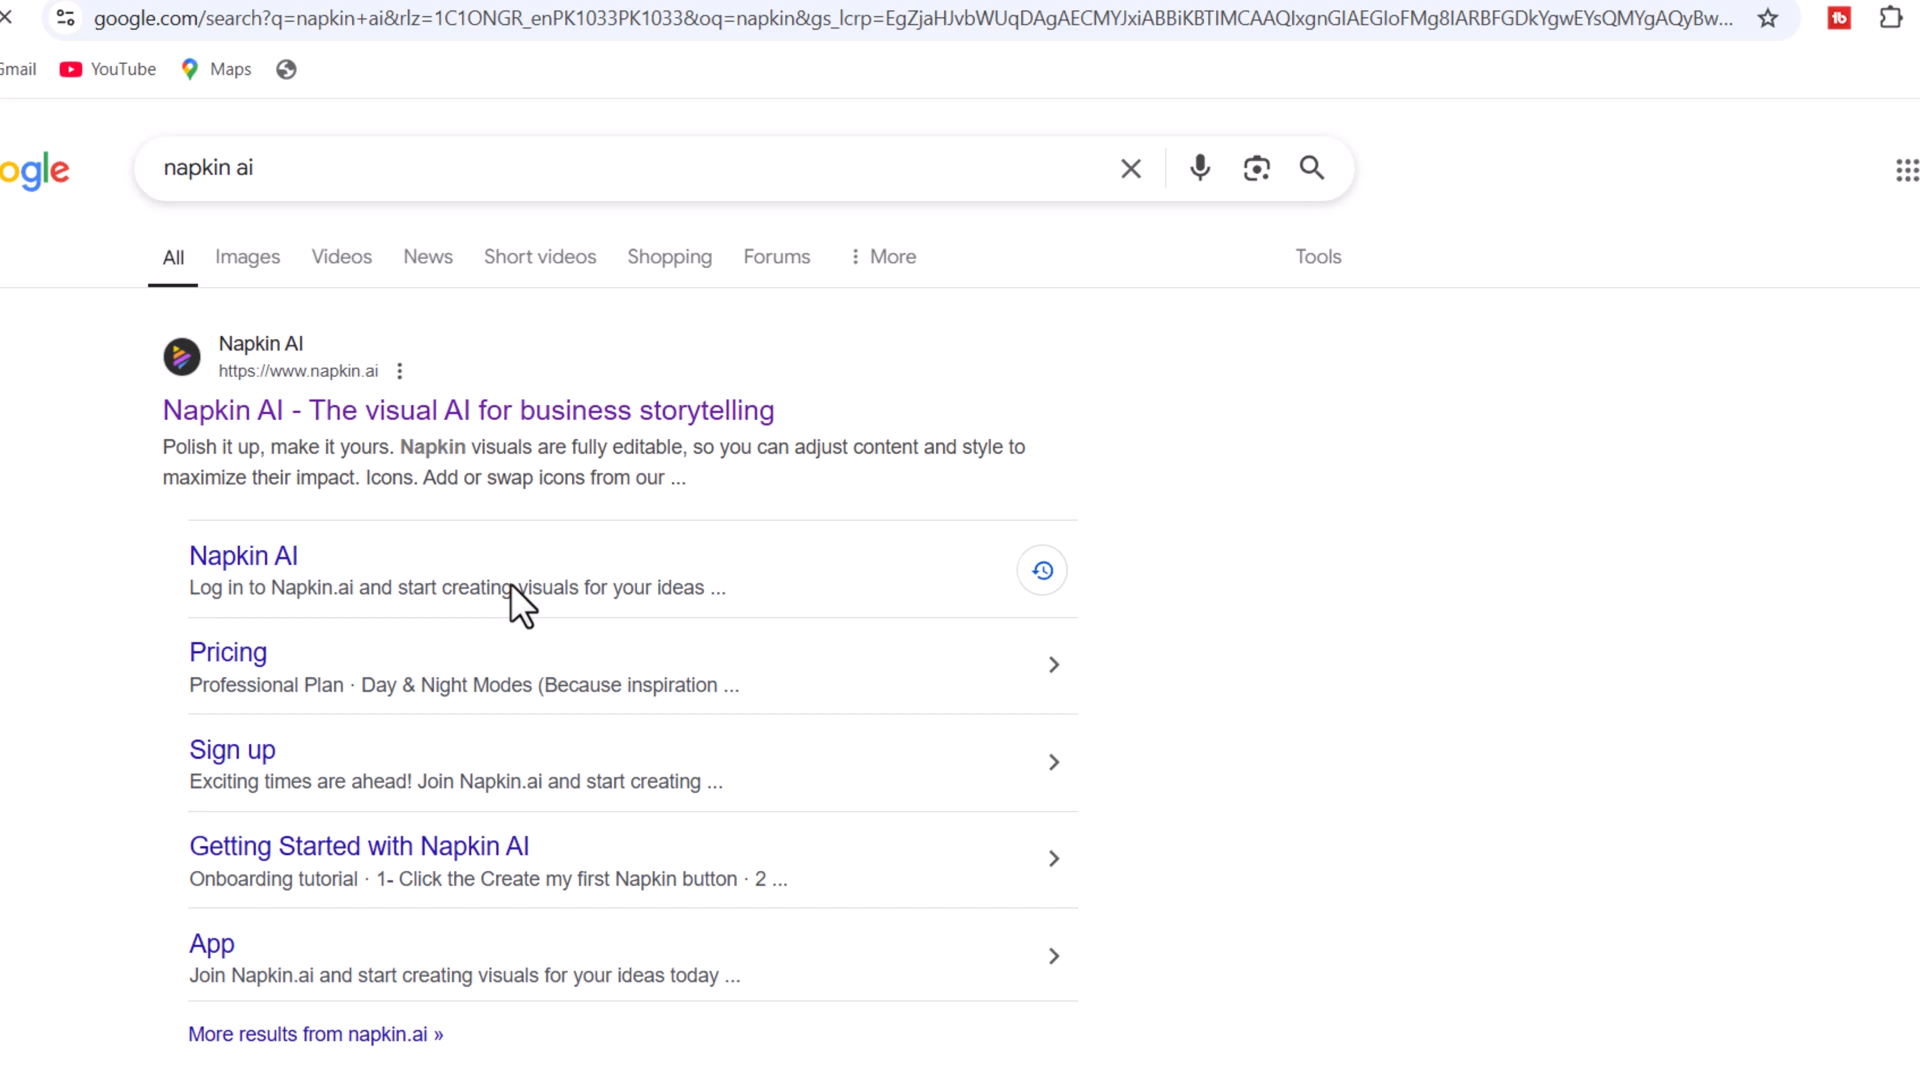 google.com/search?q=napkin+ai&rlz=1C1ONGR_enPK1033PK1033&oq=napkin&gs_lcrp=EgZjaHJvbWUqDAgAECMYJxiABBiKBTIMCAAQIxgnGIAEGIoFMg8IARBFGDkYgwEYsQMYgAQyBw...
Gmail YouTube Maps
ogle napkin ai
All Images Videos News Short videos Shopping Forums More Tools
Napkin AI
https://www.napkin.ai
Napkin AI - The visual AI for business storytelling
Polish it up, make it yours. Napkin visuals are fully editable, so you can adjust content and style to
maximize their impact. Icons. Add or swap icons from our ...
Napkin AI
Log in to Napkin.ai and start creating visuals for your ideas ...
Pricing
Professional Plan · Day & Night Modes (Because inspiration ...
Sign up
Exciting times are ahead! Join Napkin.ai and start creating ...
Getting Started with Napkin AI
Onboarding tutorial · 1- Click the Create my first Napkin button · 2 ...
App
Join Napkin.ai and start creating visuals for your ideas today ...
More results from napkin.ai »